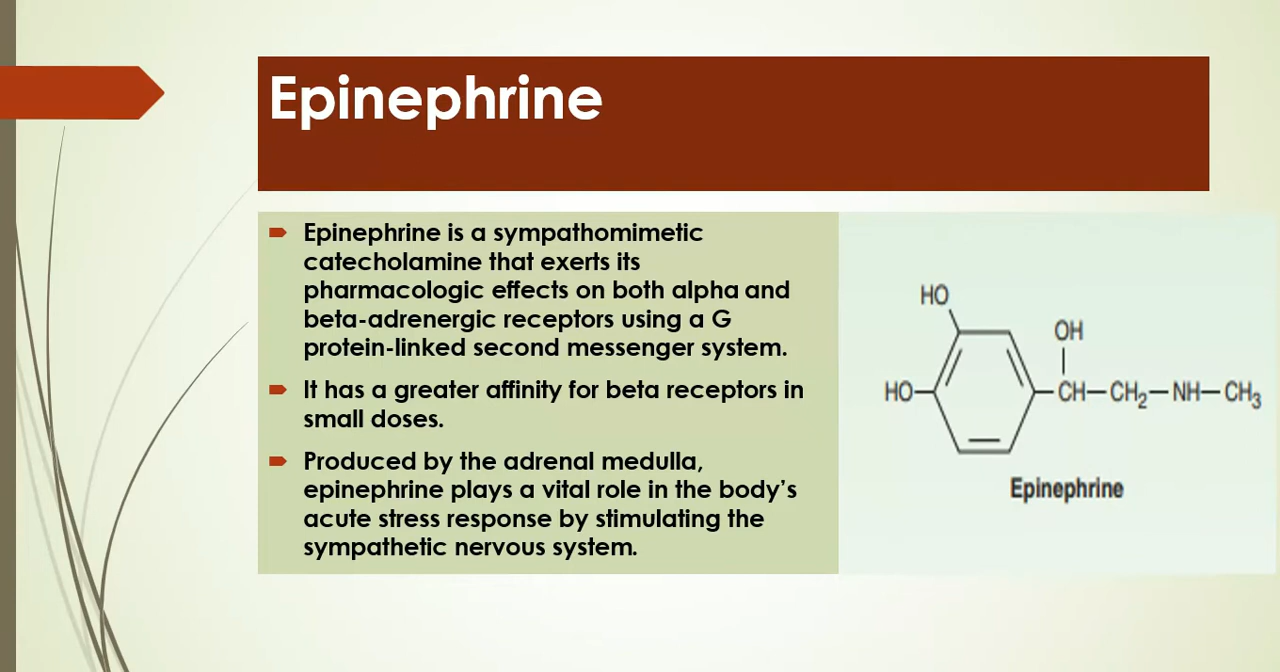 Epinephrine
Epinephrine is a sympathomimetic
catecholamine that exerts its
pharmacologic effects on both alpha and
beta-adrenergic receptors using a G
protein-linked second messenger system.
It has a greater affinity for beta receptors in
small doses.
Produced by the adrenal medulla,
epinephrine plays a vital role in the body’s
acute stress response by stimulating the
sympathetic nervous system.
HO
OH
HO
CH—CH₂—NH—CH₃
Epinephrine